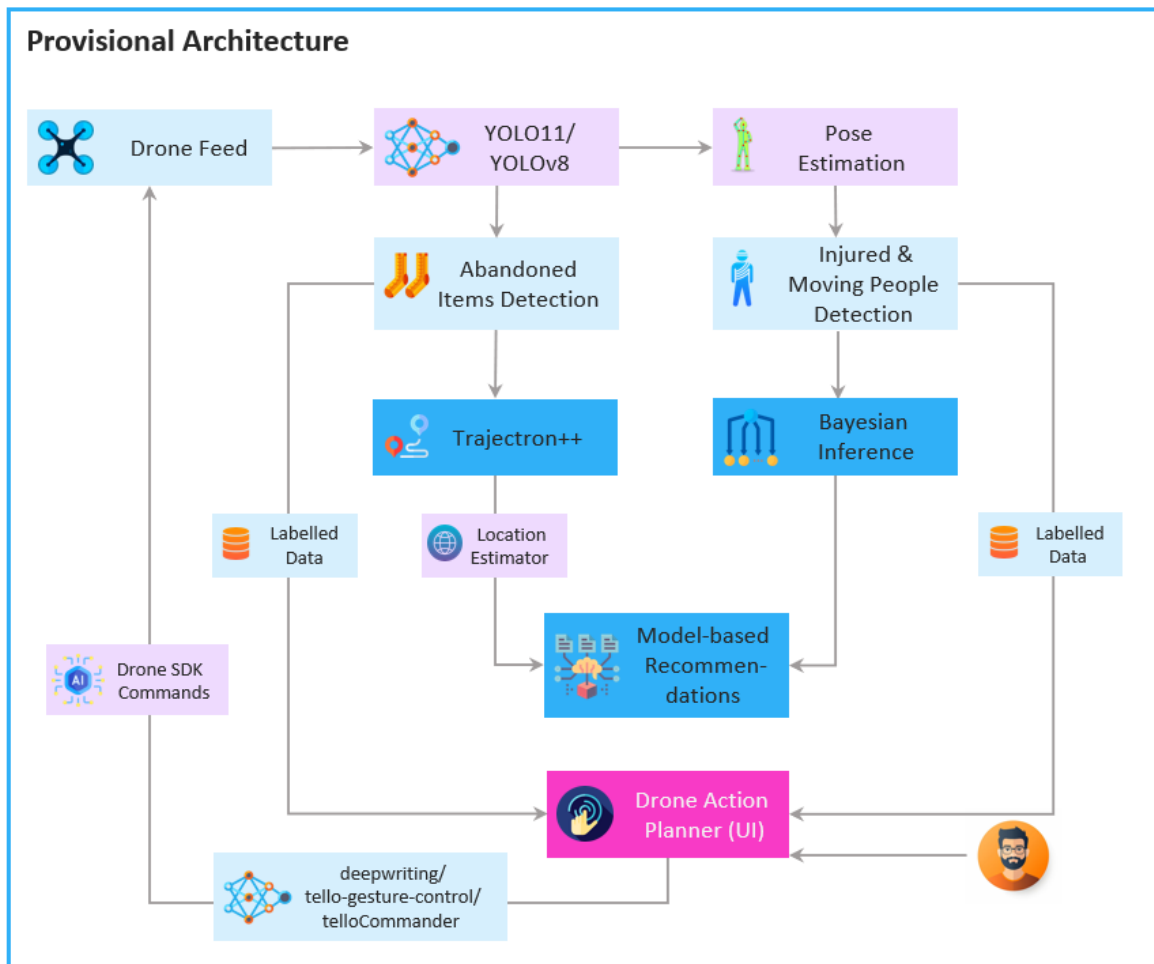 Provisional Architecture
Drone Feed
YOLO11/
YOLOv8
Pose
Estimation
Abandoned
Items Detection
Injured &
Moving People
Detection
Trajectron++
Bayesian
Inference
Labelled
Data
Location
Estimator
Labelled
Data
Model-based
Recommen-
dations
AI
Drone SDK
Commands
Drone Action
Planner (UI)
deepwriting/
tello-gesture-control/
telloCommander